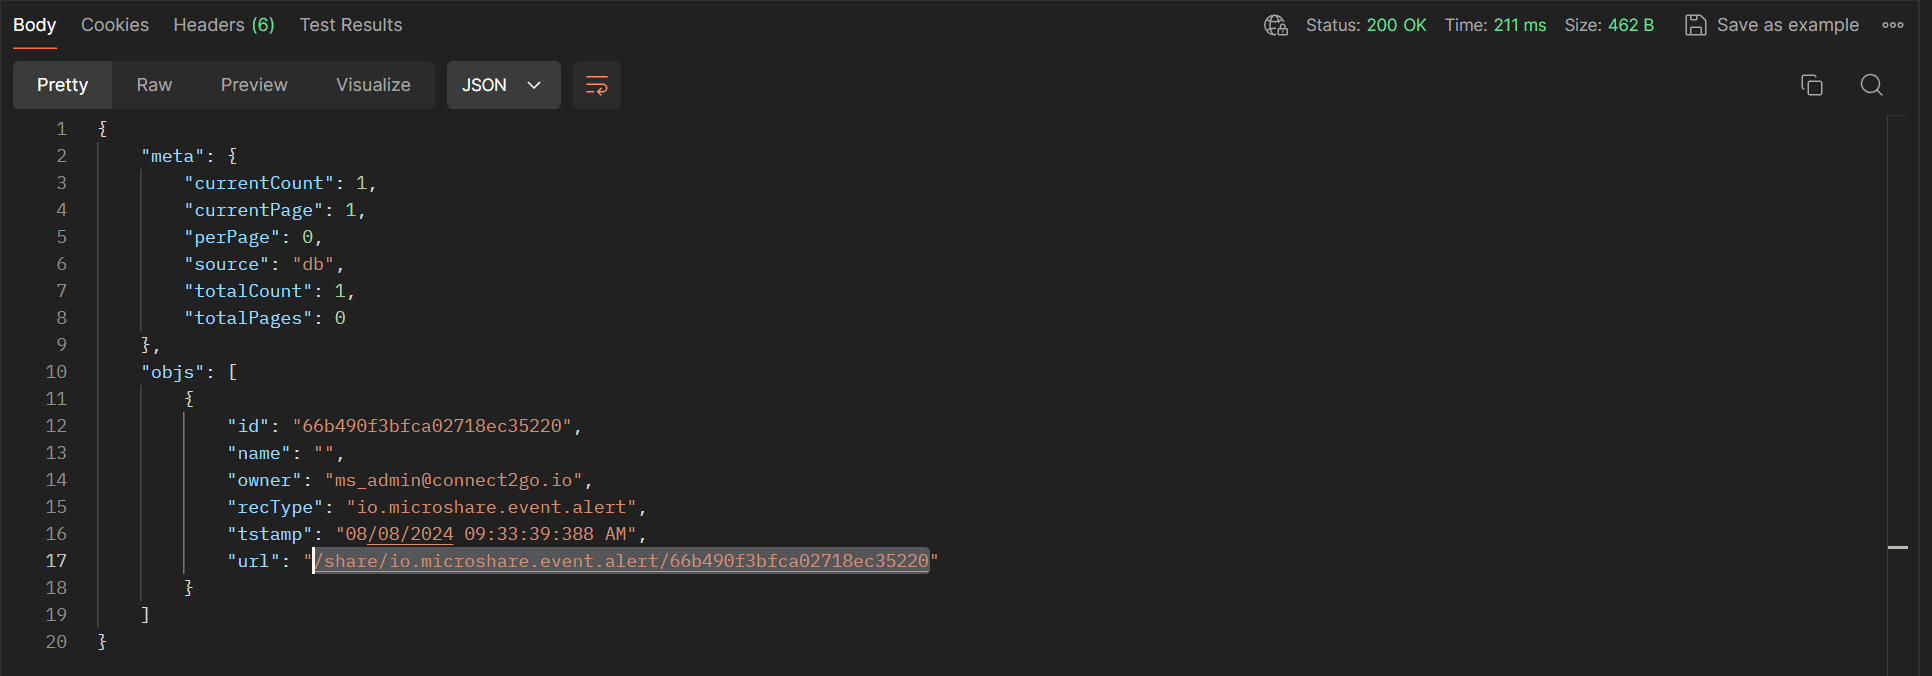 Body Cookies Headers (6) Test Results Status: 200 OK Time: 211 ms Size: 462 B Save as example
Pretty Raw Preview Visualize JSON
1 {
2 "meta": {
3 "currentCount": 1,
4 "currentPage": 1,
5 "perPage": 0,
6 "source": "db",
7 "totalCount": 1,
8 "totalPages": 0
9 },
10 "objs": [
11 {
12 "id": "66b490f3bfca02718ec35220",
13 "name": "",
14 "owner": "ms_admin@connect2go.io",
15 "recType": "io.microshare.event.alert",
16 "tstamp": "08/08/2024 09:33:39:388 AM",
17 "url": "/share/io.microshare.event.alert/66b490f3bfca02718ec35220"
18 }
19 ]
20 }